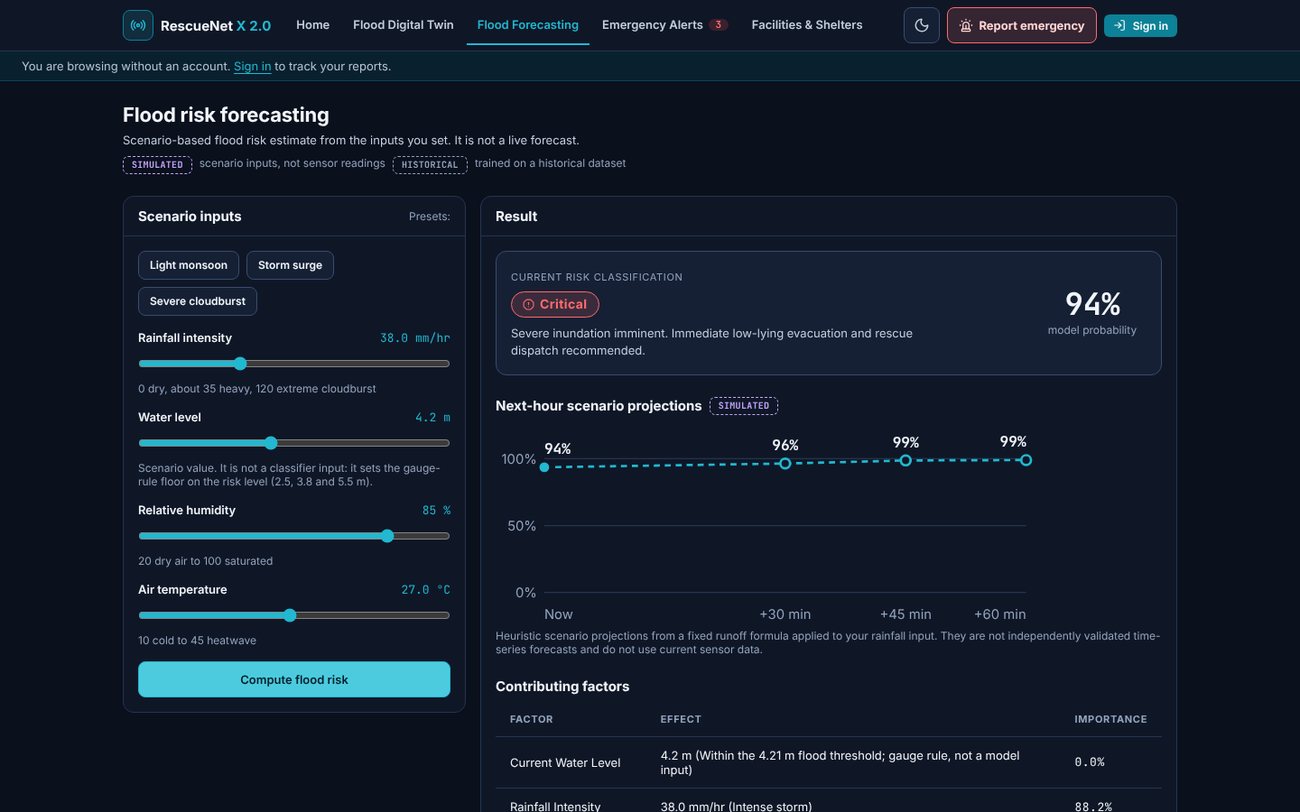 RescueNet X 2.0
Home
Flood Digital Twin
Flood Forecasting
Emergency Alerts 3
Facilities & Shelters
Report emergency
Sign in
You are browsing without an account. Sign in to track your reports.
Flood risk forecasting
Scenario-based flood risk estimate from the inputs you set. It is not a live forecast.
SIMULATED scenario inputs, not sensor readings HISTORICAL trained on a historical dataset
Scenario inputs
Presets:
Light monsoon
Storm surge
Severe cloudburst
Rainfall intensity 38.0 mm/hr
0 dry, about 35 heavy, 120 extreme cloudburst
Water level 4.2 m
Scenario value. It is not a classifier input: it sets the gauge-
rule floor on the risk level (2.5, 3.8 and 5.5 m).
Relative humidity 85 %
20 dry air to 100 saturated
Air temperature 27.0 °C
10 cold to 45 heatwave
Compute flood risk
Result
CURRENT RISK CLASSIFICATION
Critical
Severe inundation imminent. Immediate low-lying evacuation and rescue
dispatch recommended.
94%
model probability
Next-hour scenario projections SIMULATED
94% 96% 99% 99%
100%
50%
0%
Now +30 min +45 min +60 min
Heuristic scenario projections from a fixed runoff formula applied to your rainfall input. They are not independently validated time-
series forecasts and do not use current sensor data.
Contributing factors
FACTOR EFFECT IMPORTANCE
Current Water Level 4.2 m (Within the 4.21 m flood threshold; gauge rule, not a model
input) 0.0%
Rainfall Intensity 38.0 mm/hr (Intense storm) 88.2%